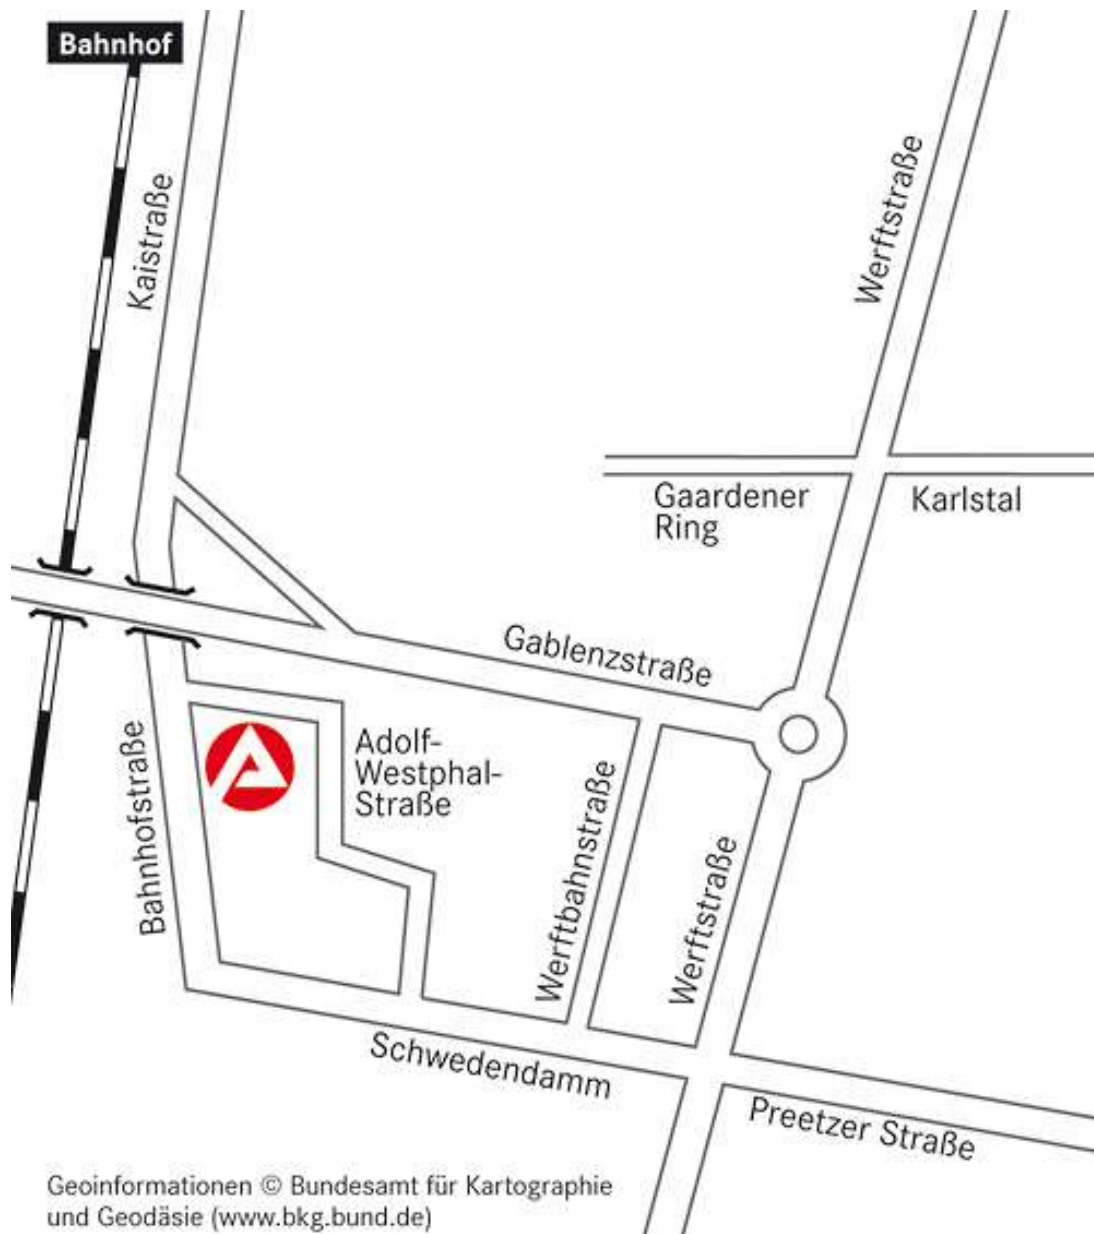 Bahnhof
Kaistraße
Werftstraße
Gaardener
Ring
Karlstal
Gablenzstraße
Adolf-
Westphal-
Straße
Bahnhofstraße
Werftbahnstraße
Werftstraße
Schwedendamm
Preetzer Straße
Geoinformationen © Bundesamt für Kartographie
und Geodäsie (www.bkg.bund.de)